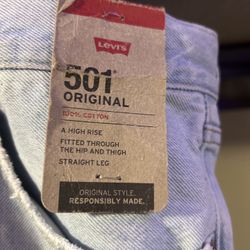 Levi's
501®
ORIGINAL
100% COTTON
A HIGH RISE
FITTED THROUGH
THE HIP AND THIGH
STRAIGHT LEG
ORIGINAL STYLE.
RESPONSIBLY MADE.